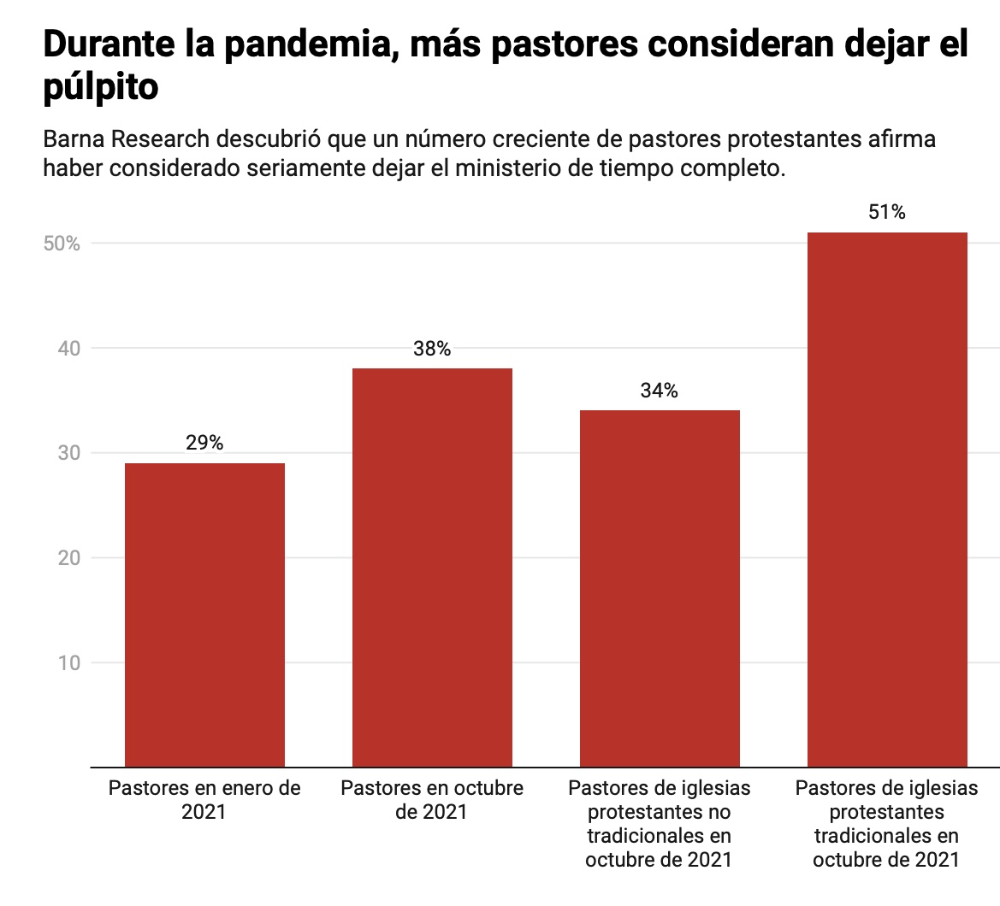 Durante la pandemia, más pastores consideran dejar el
púlpito
Barna Research descubrió que un número creciente de pastores protestantes afirma
haber considerado seriamente dejar el ministerio de tiempo completo.
50%
40
30
20
10
29%
38%
34%
51%
Pastores en enero de
2021
Pastores en octubre
de 2021
Pastores de iglesias
protestantes no
tradicionales en
octubre de 2021
Pastores de iglesias
protestantes
tradicionales en
octubre de 2021